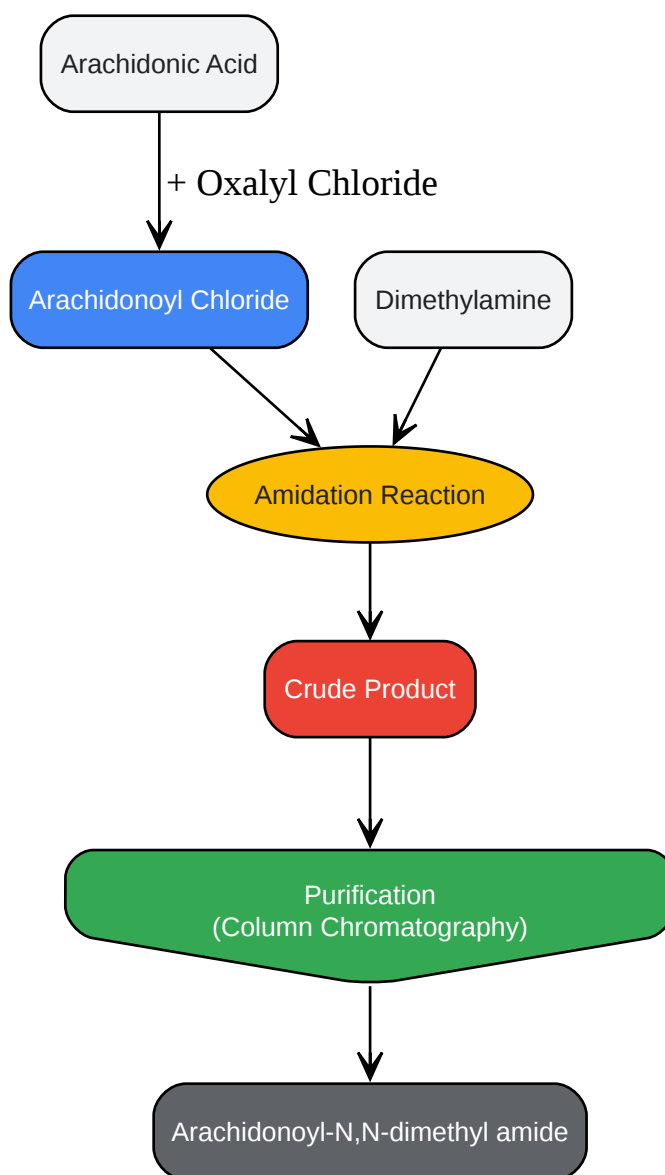 Arachidonic Acid
+ Oxalyl Chloride
Arachidonoyl Chloride
Dimethylamine
Amidation Reaction
Crude Product
Purification
(Column Chromatography)
Arachidonoyl-N,N-dimethyl amide